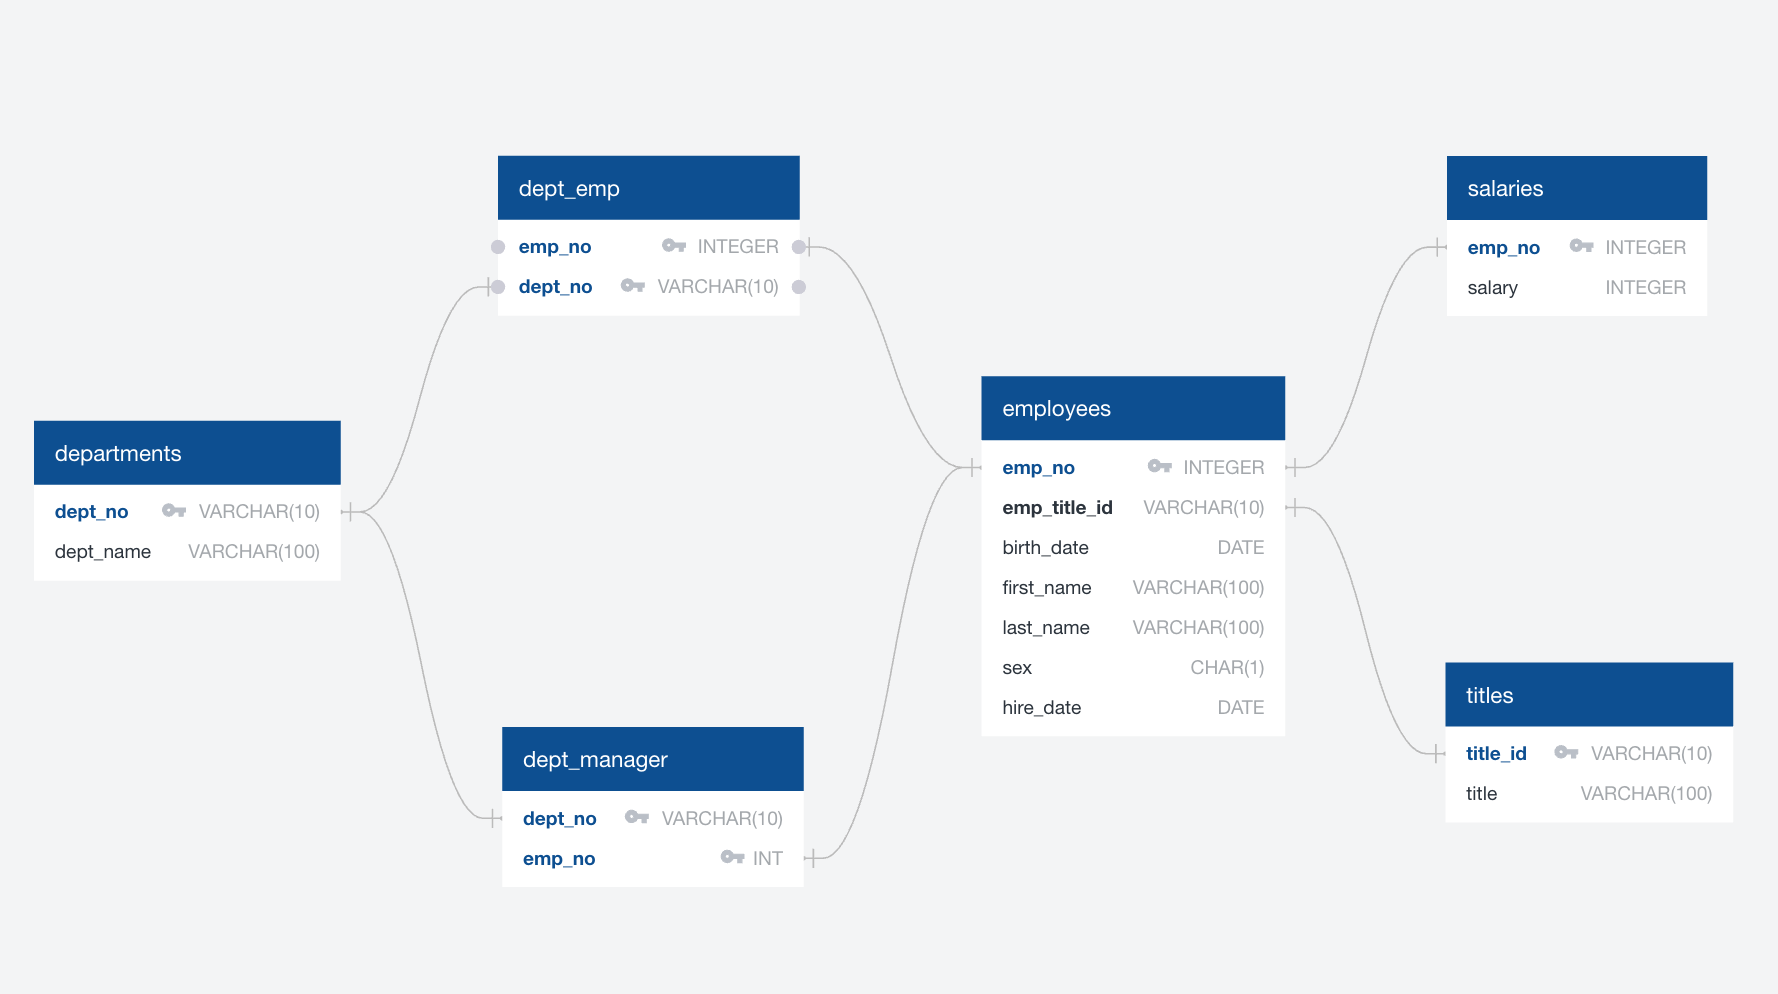 dept_emp
emp_no INTEGER
dept_no VARCHAR(10)
salaries
emp_no INTEGER
salary INTEGER
departments
dept_no VARCHAR(10)
dept_name VARCHAR(100)
employees
emp_no INTEGER
emp_title_id VARCHAR(10)
birth_date DATE
first_name VARCHAR(100)
last_name VARCHAR(100)
sex CHAR(1)
hire_date DATE
dept_manager
dept_no VARCHAR(10)
emp_no INT
titles
title_id VARCHAR(10)
title VARCHAR(100)